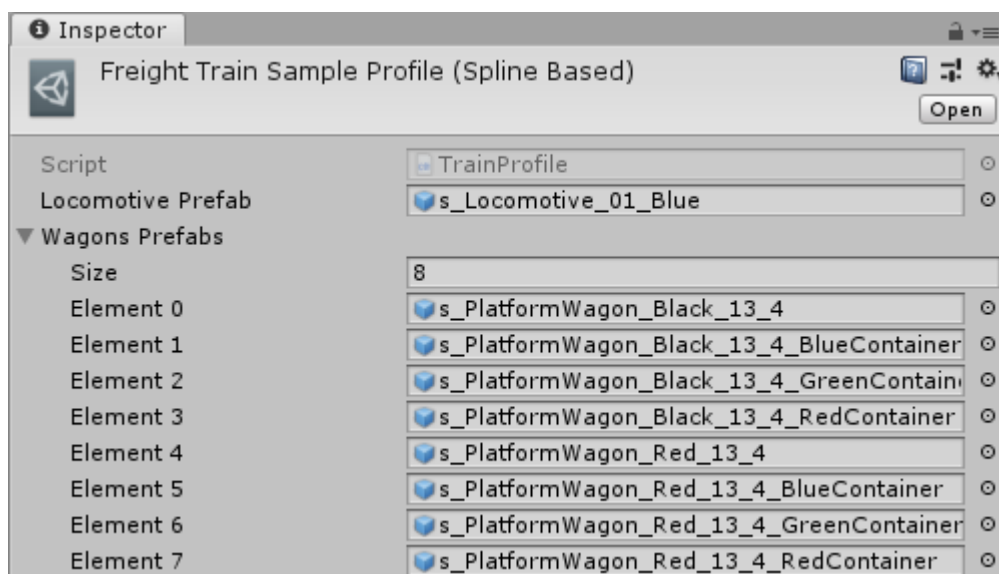 Inspector
Freight Train Sample Profile (Spline Based)
Open
Script TrainProfile
Locomotive Prefab s_Locomotive_01_Blue
Wagons Prefabs
Size 8
Element 0 s_PlatformWagon_Black_13_4
Element 1 s_PlatformWagon_Black_13_4_BlueContainer
Element 2 s_PlatformWagon_Black_13_4_GreenContain
Element 3 s_PlatformWagon_Black_13_4_RedContainer
Element 4 s_PlatformWagon_Red_13_4
Element 5 s_PlatformWagon_Red_13_4_BlueContainer
Element 6 s_PlatformWagon_Red_13_4_GreenContainer
Element 7 s_PlatformWagon_Red_13_4_RedContainer